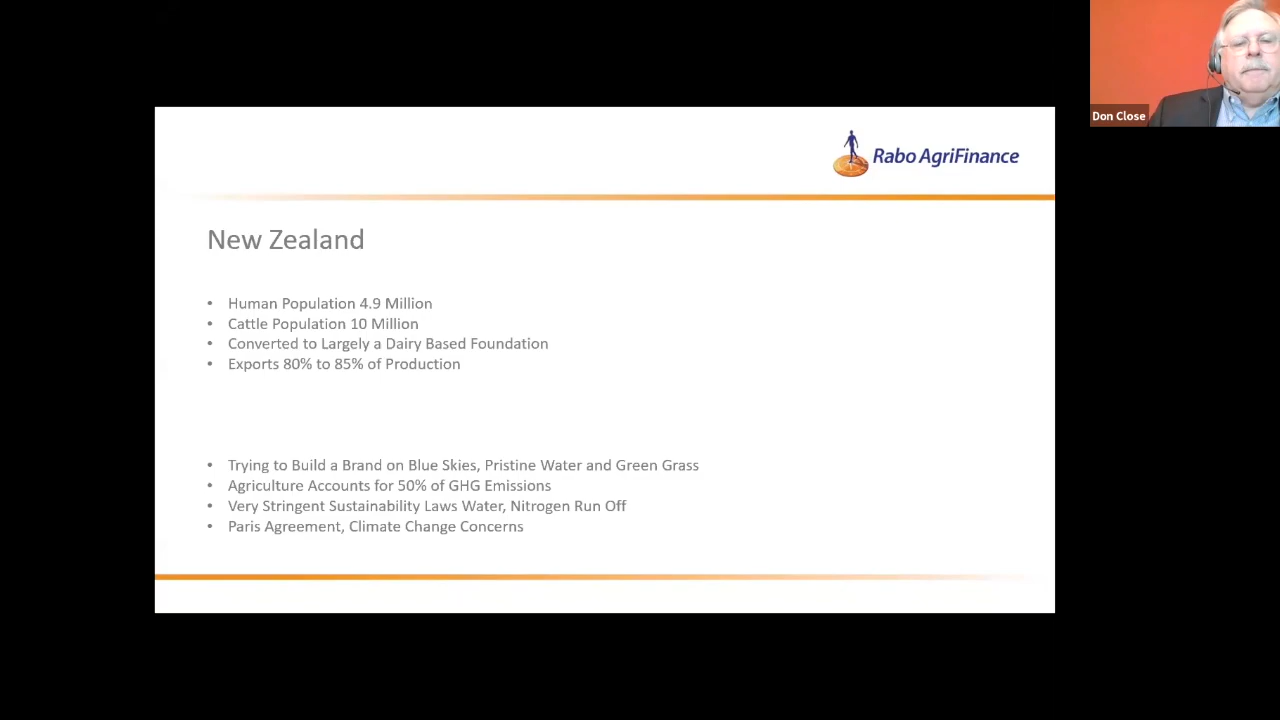 Don Close
Rabo AgriFinance
New Zealand
• Human Population 4.9 Million
• Cattle Population 10 Million
• Converted to Largely a Dairy Based Foundation
• Exports 80% to 85% of Production
• Trying to Build a Brand on Blue Skies, Pristine Water and Green Grass
• Agriculture Accounts for 50% of GHG Emissions
• Very Stringent Sustainability Laws Water, Nitrogen Run Off
• Paris Agreement, Climate Change Concerns